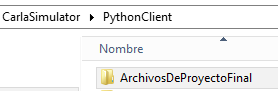 CarlaSimulator ▸ PythonClient
Nombre
ArchivosDeProyectoFinal